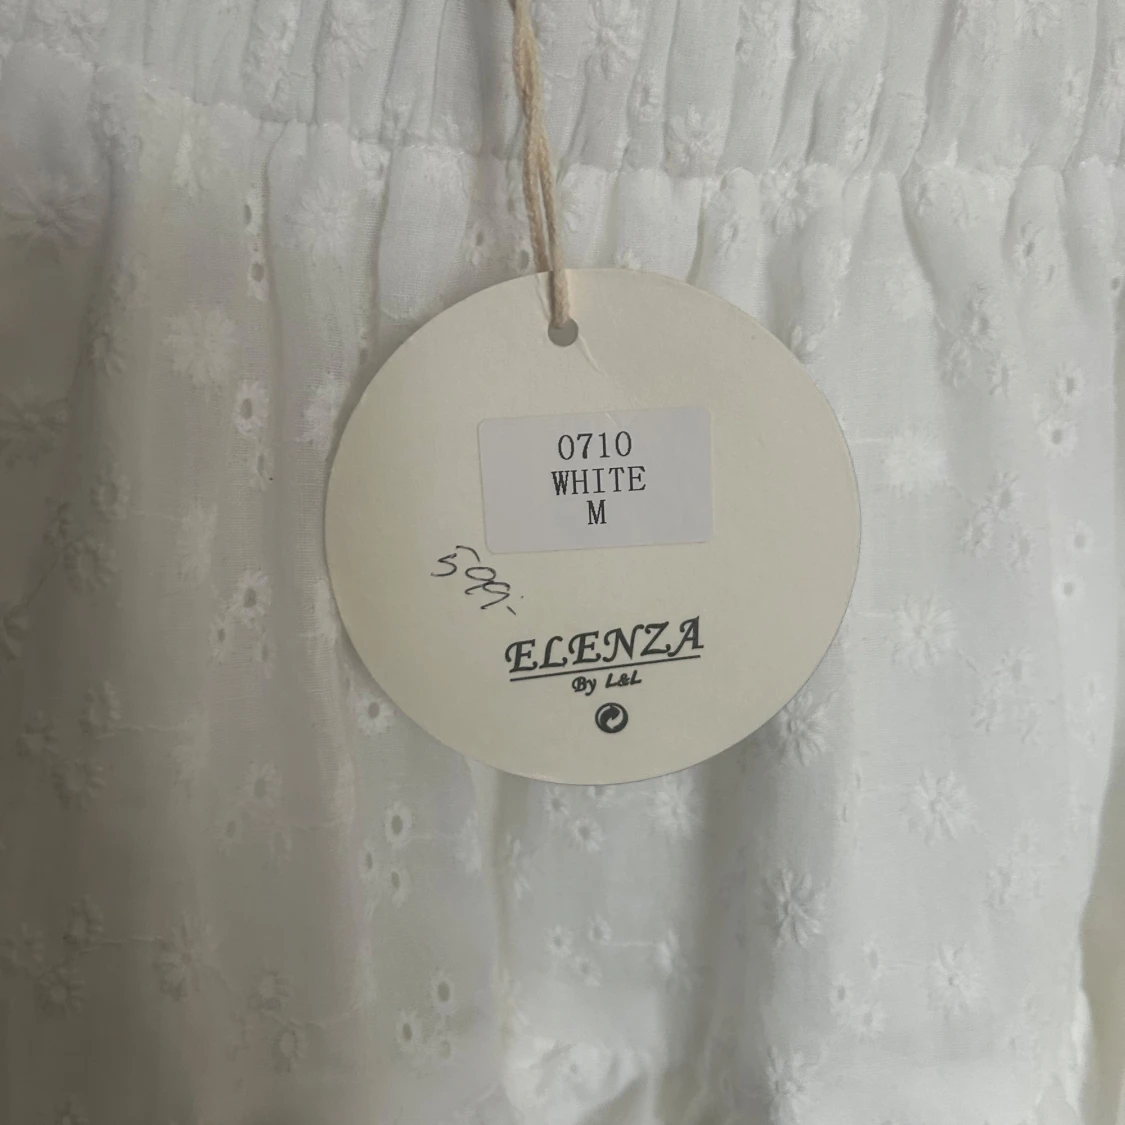 0710
WHITE
M
599:-
ELENZA
By L&L